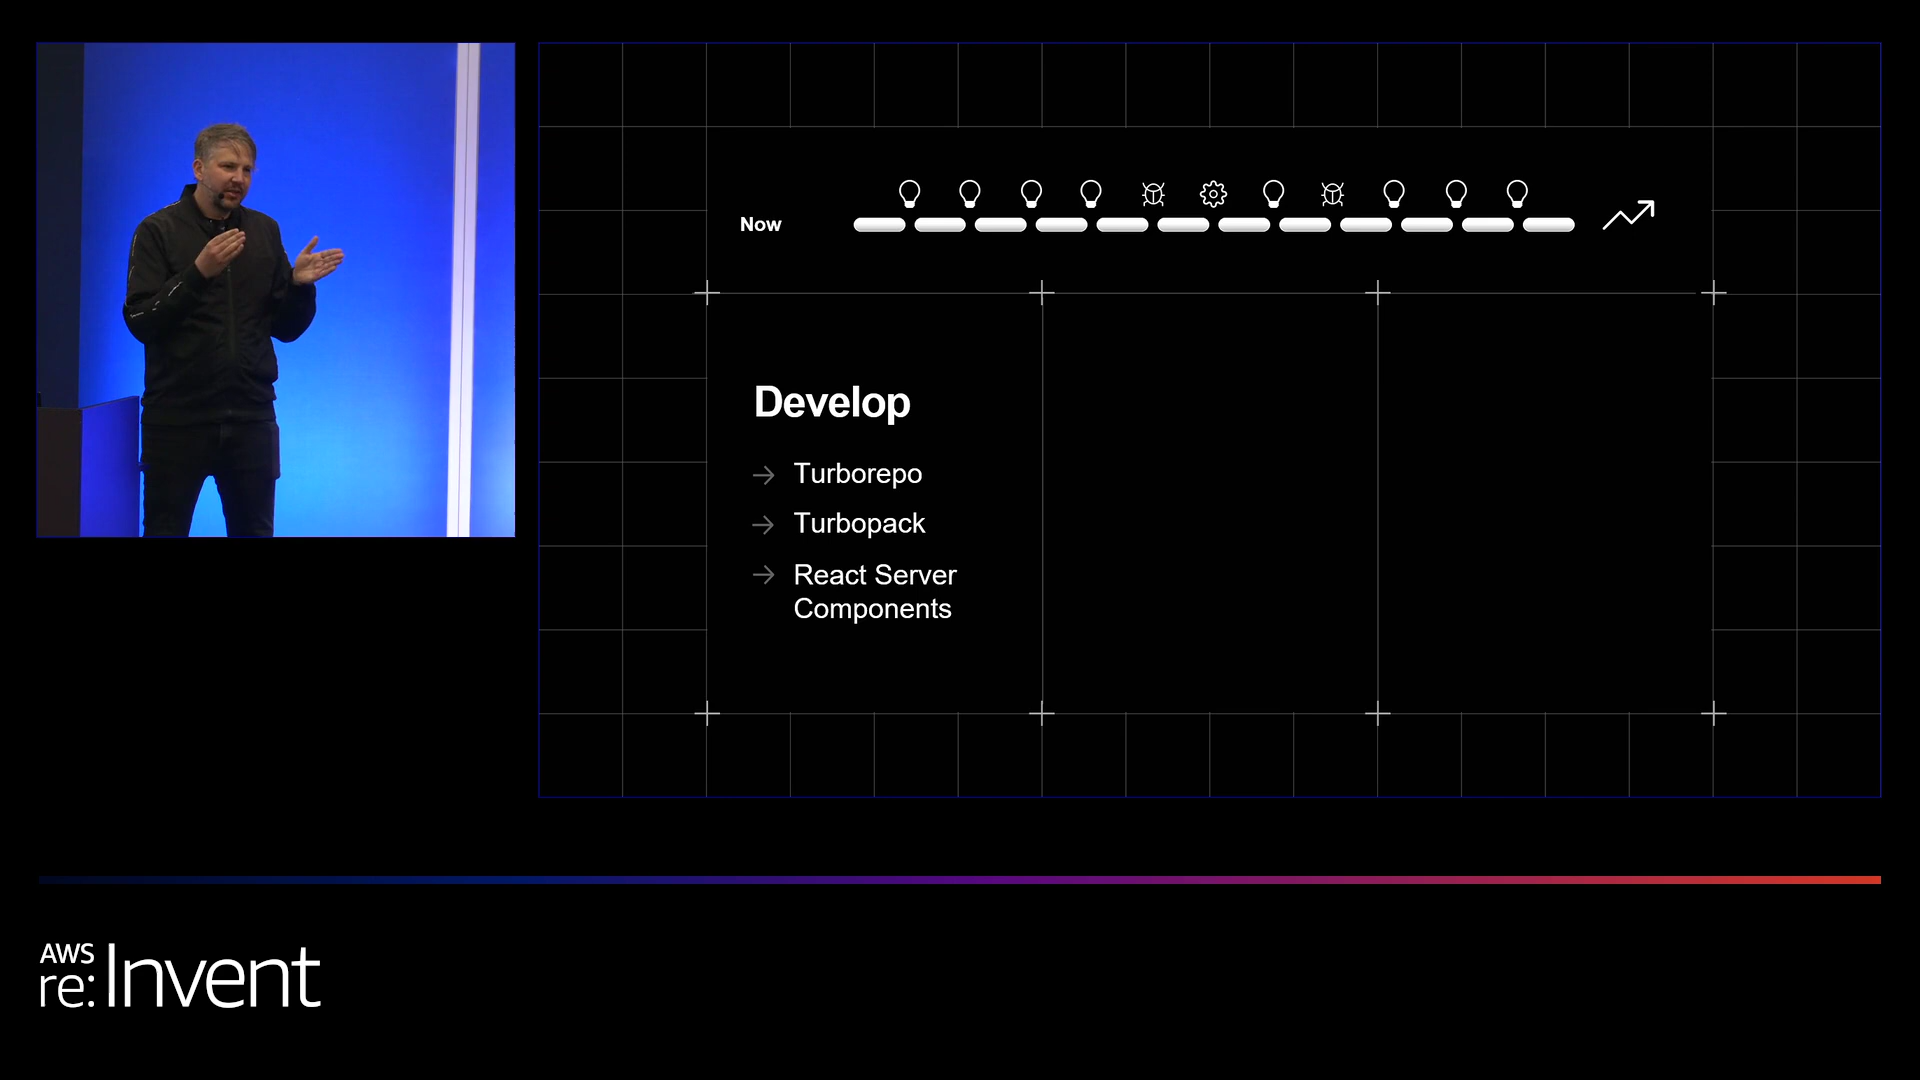 Now
Develop
Turborepo
Turbopack
React Server
Components
AWS
re:Invent